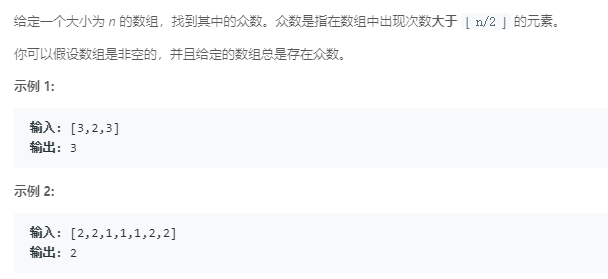 给定一个大小为 n 的数组，找到其中的众数。众数是指在数组中出现次数大于 ⌊ n/2 ⌋ 的元素。
你可以假设数组是非空的，并且给定的数组总是存在众数。
示例 1:
输入: [3,2,3]
输出: 3
示例 2:
输入: [2,2,1,1,1,2,2]
输出: 2